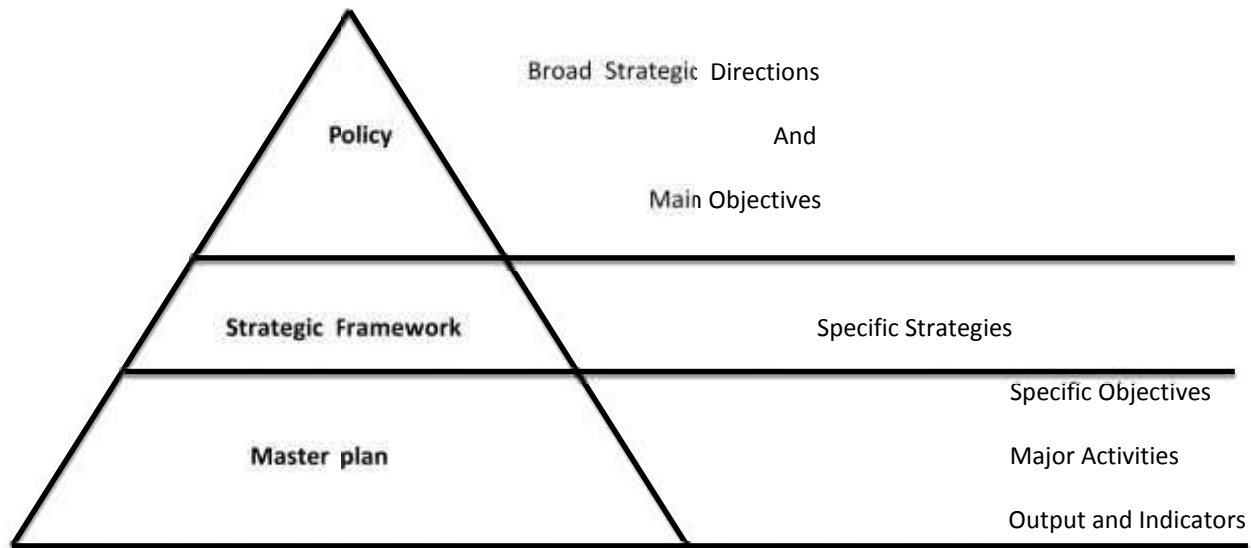 Broad Strategic Directions
Policy
And
Main Objectives
Strategic Framework
Specific Strategies
Specific Objectives
Master plan
Major Activities
Output and Indicators